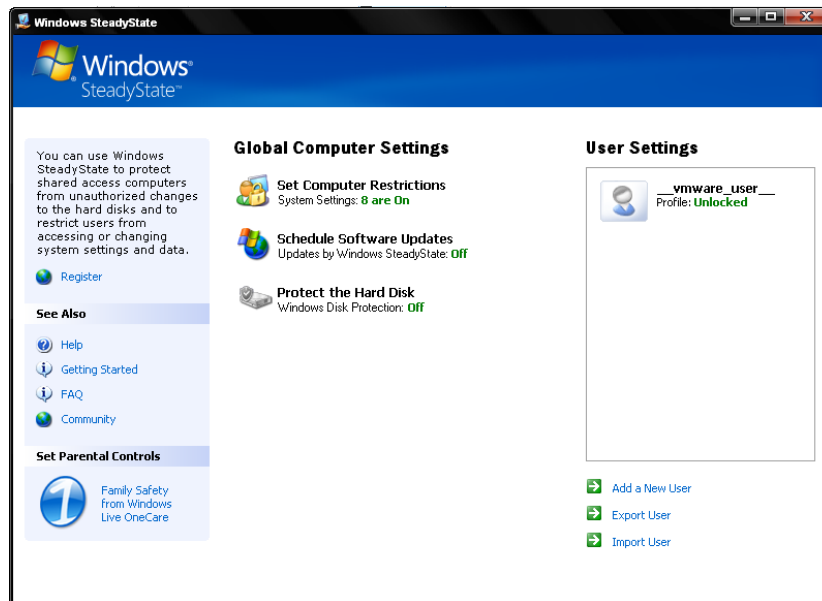 Windows SteadyState
Windows®
SteadyState™
You can use Windows
SteadyState to protect
shared access computers
from unauthorized changes
to the hard disks and to
restrict users from
accessing or changing
system settings and data.
Register
See Also
Help
Getting Started
FAQ
Community
Set Parental Controls
1
Family Safety
from Windows
Live OneCare
Global Computer Settings
Set Computer Restrictions
System Settings: 8 are On
Schedule Software Updates
Updates by Windows SteadyState: Off
Protect the Hard Disk
Windows Disk Protection: Off
User Settings
__vmware_user__
Profile: Unlocked
Add a New User
Export User
Import User